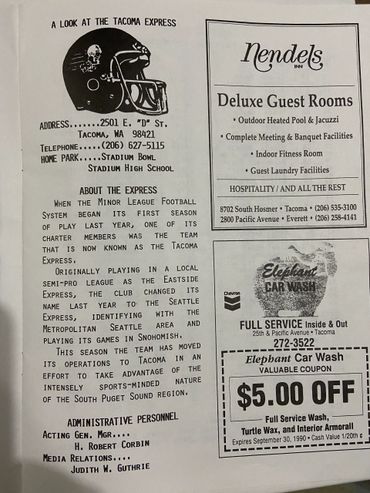 A LOOK AT THE TACOMA EXPRESS
ADDRESS.......2501 E. "D" ST.
TACOMA, WA 98421
TELEPHONE.....(206) 627-5115
HOME PARK.....STADIUM BOWL
STADIUM HIGH SCHOOL
ABOUT THE EXPRESS
WHEN THE MINOR LEAGUE FOOTBALL
SYSTEM BEGAN ITS FIRST SEASON
OF PLAY LAST YEAR, ONE OF ITS
CHARTER MEMBERS WAS THE TEAM
THAT IS NOW KNOWN AS THE TACOMA
EXPRESS.
ORIGINALLY PLAYING IN A LOCAL
SEMI-PRO LEAGUE AS THE EASTSIDE
EXPRESS, THE CLUB CHANGED ITS
NAME LAST YEAR TO THE SEATTLE
EXPRESS, IDENTIFYING WITH THE
METROPOLITAN SEATTLE AREA AND
PLAYING ITS GAMES IN SNOHOMISH.
THIS SEASON THE TEAM HAS MOVED
ITS OPERATIONS TO TACOMA IN AN
EFFORT TO TAKE ADVANTAGE OF THE
INTENSELY SPORTS-MINDED NATURE
OF THE SOUTH PUGET SOUND REGION.
ADMINISTRATIVE PERSONNEL
ACTING GEN. MGR....
H. ROBERT CORBIN
MEDIA RELATIONS....
JUDITH W. GUTHRIE
Nendels
INN
Deluxe Guest Rooms
• Outdoor Heated Pool & Jacuzzi
• Complete Meeting & Banquet Facilities
• Indoor Fitness Room
• Guest Laundry Facilities
HOSPITALITY / AND ALL THE REST
8702 South Hosmer • Tacoma • (206) 535-3100
2800 Pacific Avenue • Everett • (206) 258-4141
Elephant
CAR WASH
Chevron
FULL SERVICE Inside & Out
25th & Pacific Avenue • Tacoma
272-3522
Elephant Car Wash
VALUABLE COUPON
$5.00 OFF
Full Service Wash,
Turtle Wax, and Interior Armorall
Expires September 30, 1990 • Cash Value 1/20th ¢